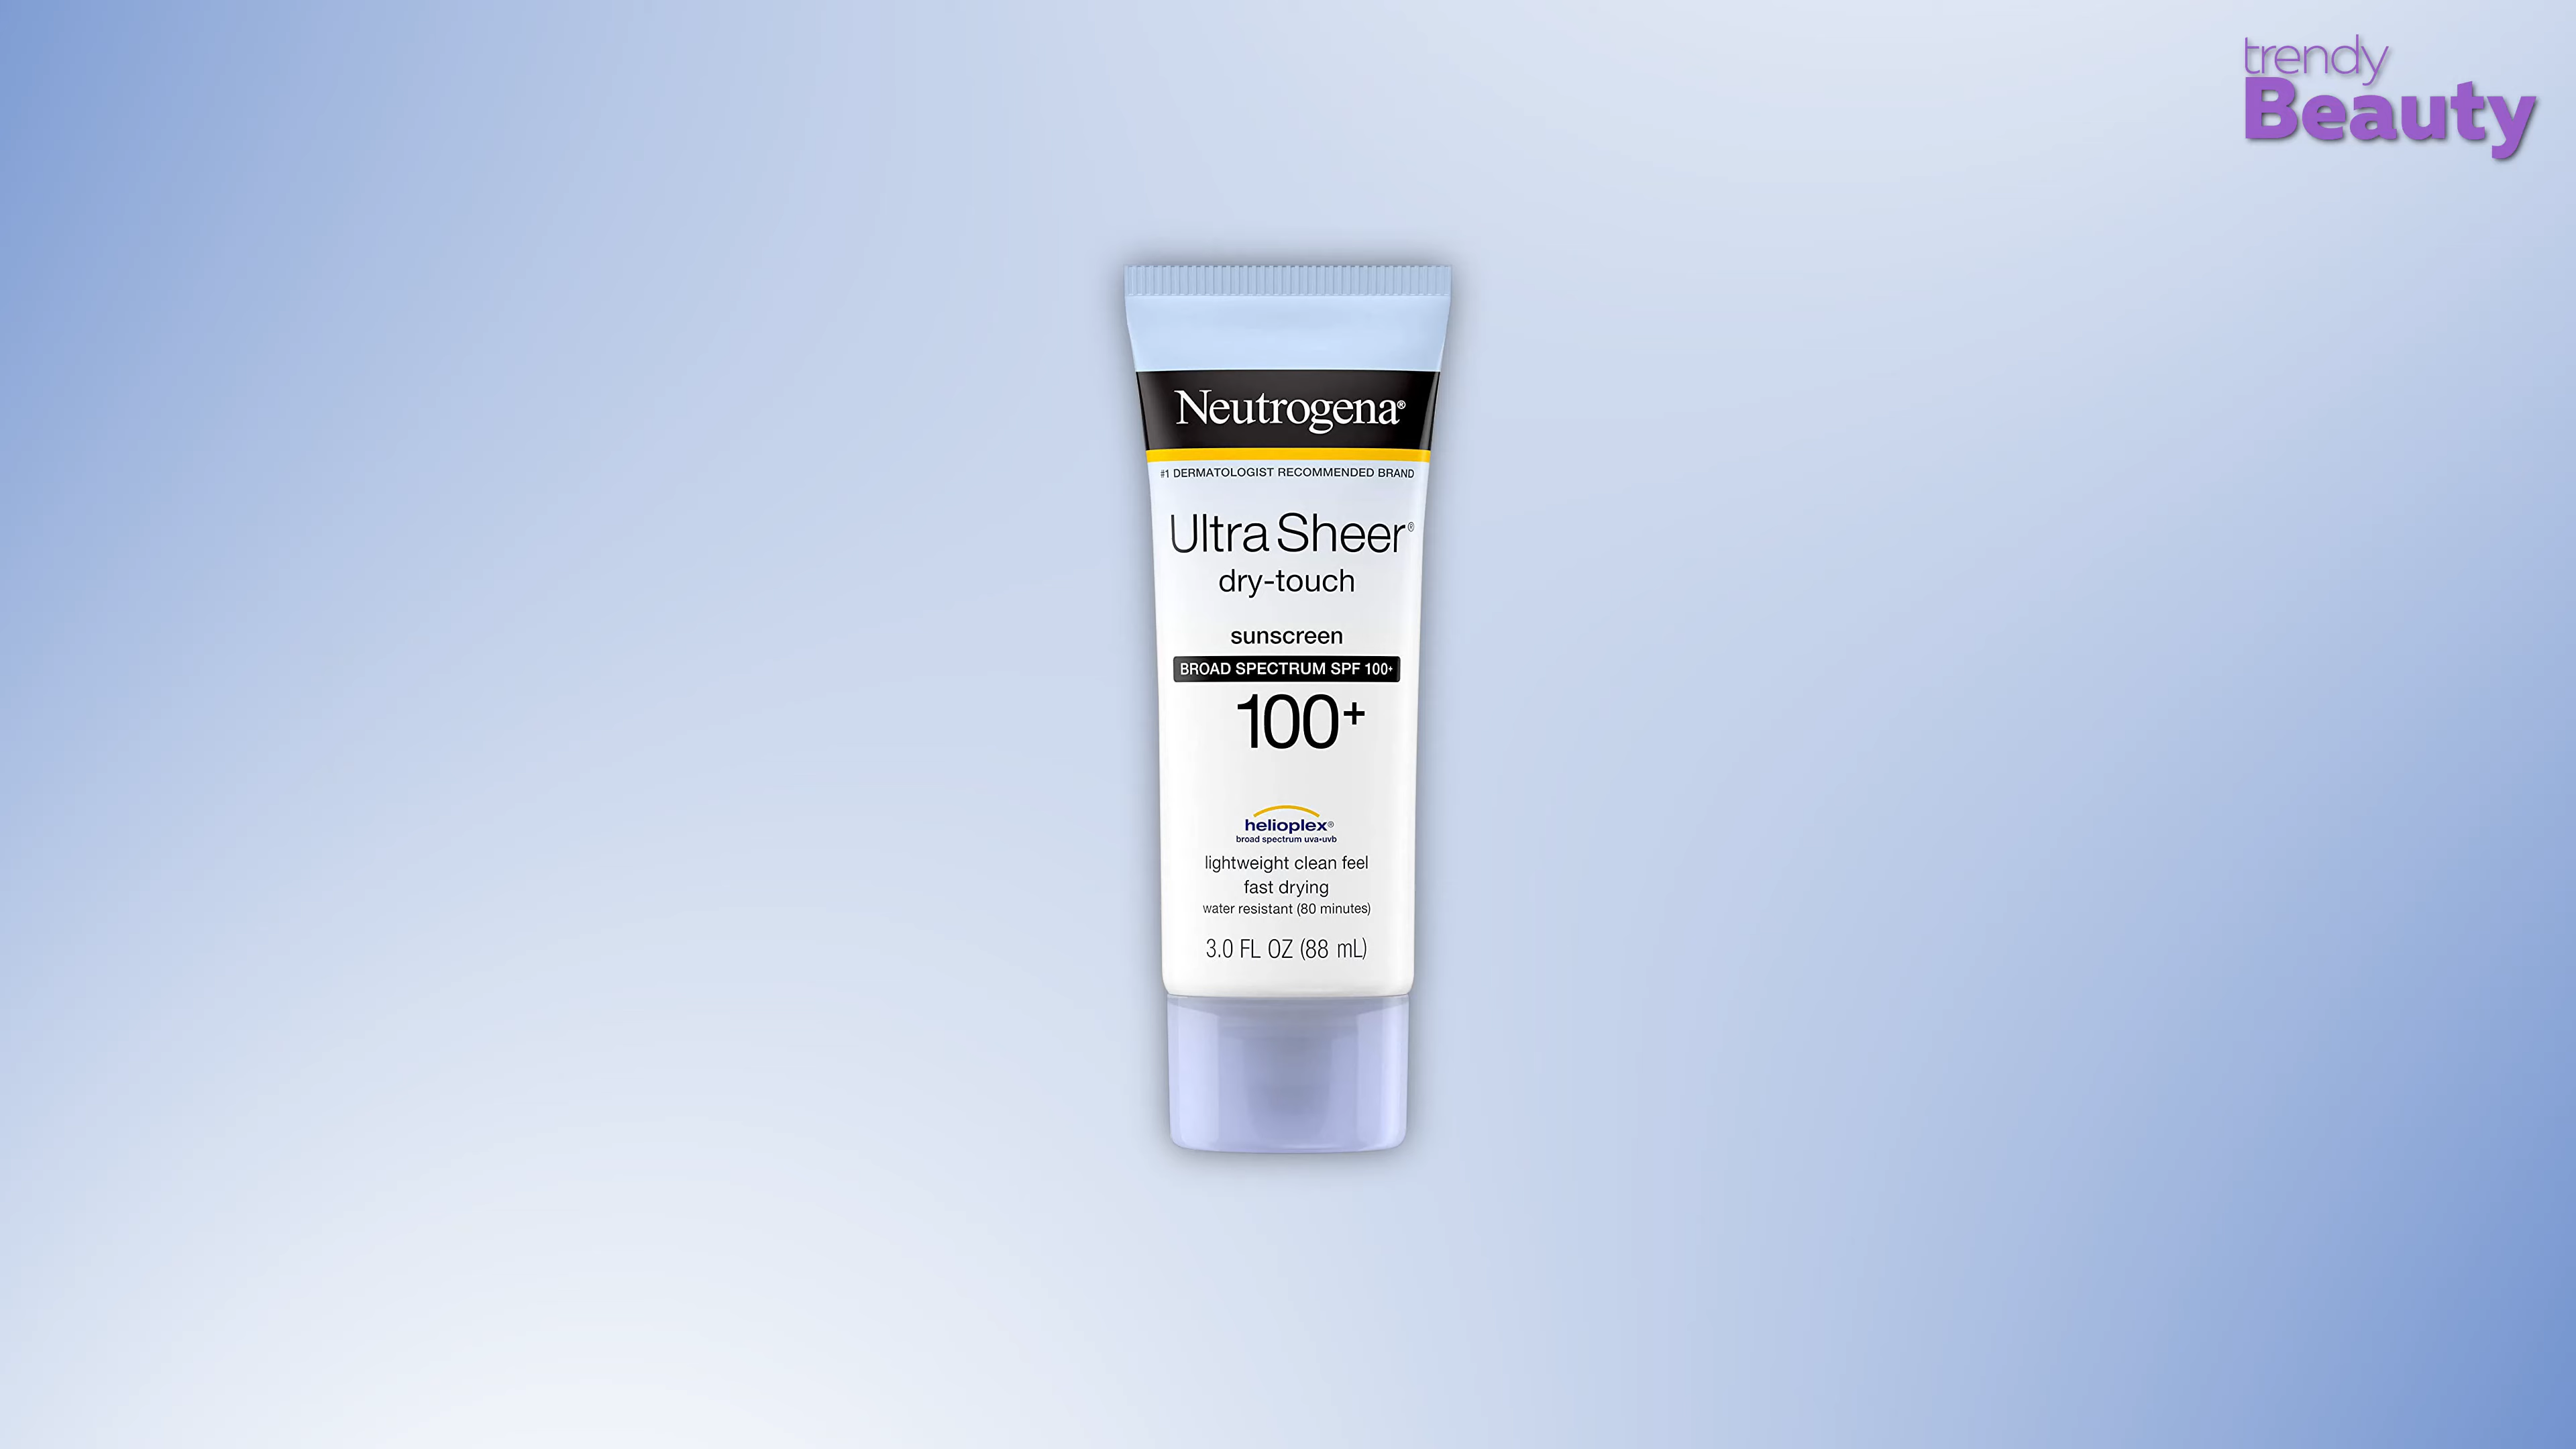 trendy
Beauty
Neutrogena®
#1 DERMATOLOGIST RECOMMENDED BRAND
Ultra Sheer®
dry-touch
sunscreen
BROAD SPECTRUM SPF 100+
100+
helioplex®
broad spectrum uva•uvb
lightweight clean feel
fast drying
water resistant (80 minutes)
3.0 FL OZ (88 mL)